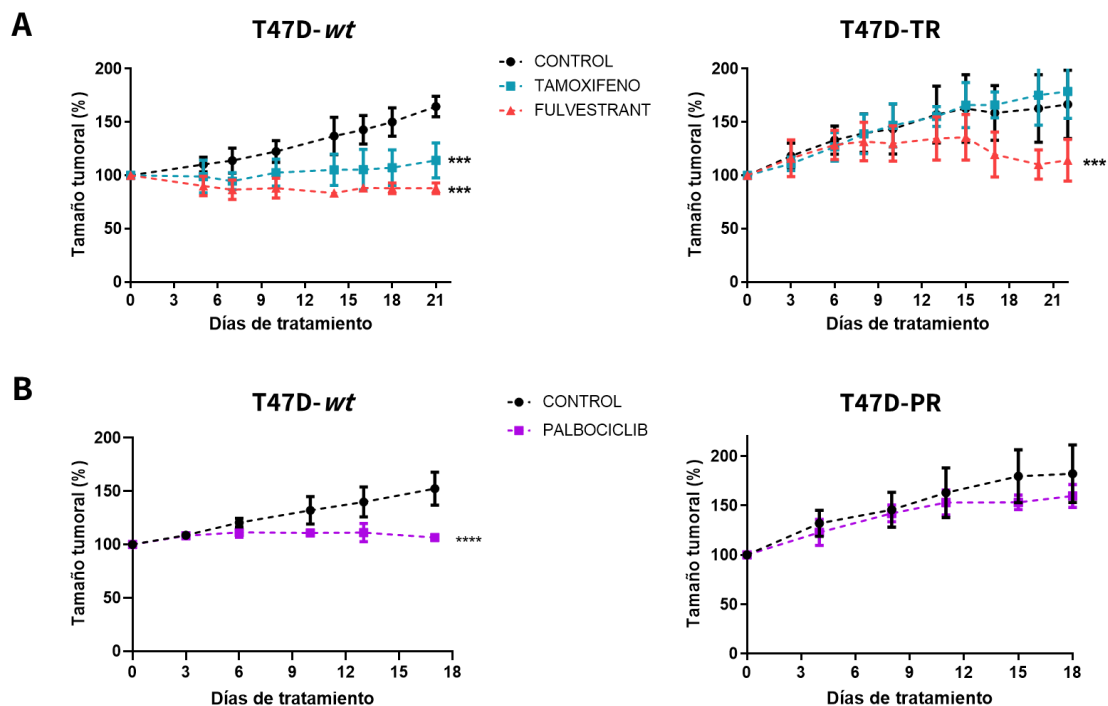 A
T47D-wt
CONTROL
TAMOXIFENO
FULVESTRANT
Tamaño tumoral (%)
200
150
100
50
0
***
***
0 3 6 9 12 15 18 21
Días de tratamiento
T47D-TR
Tamaño tumoral (%)
200
150
100
50
0
***
0 3 6 9 12 15 18 21
Días de tratamiento
B
T47D-wt
CONTROL
PALBOCICLIB
Tamaño tumoral (%)
200
150
100
50
0
****
0 3 6 9 12 15 18
Días de tratamiento
T47D-PR
Tamaño tumoral (%)
200
150
100
50
0
0 3 6 9 12 15 18
Días de tratamiento